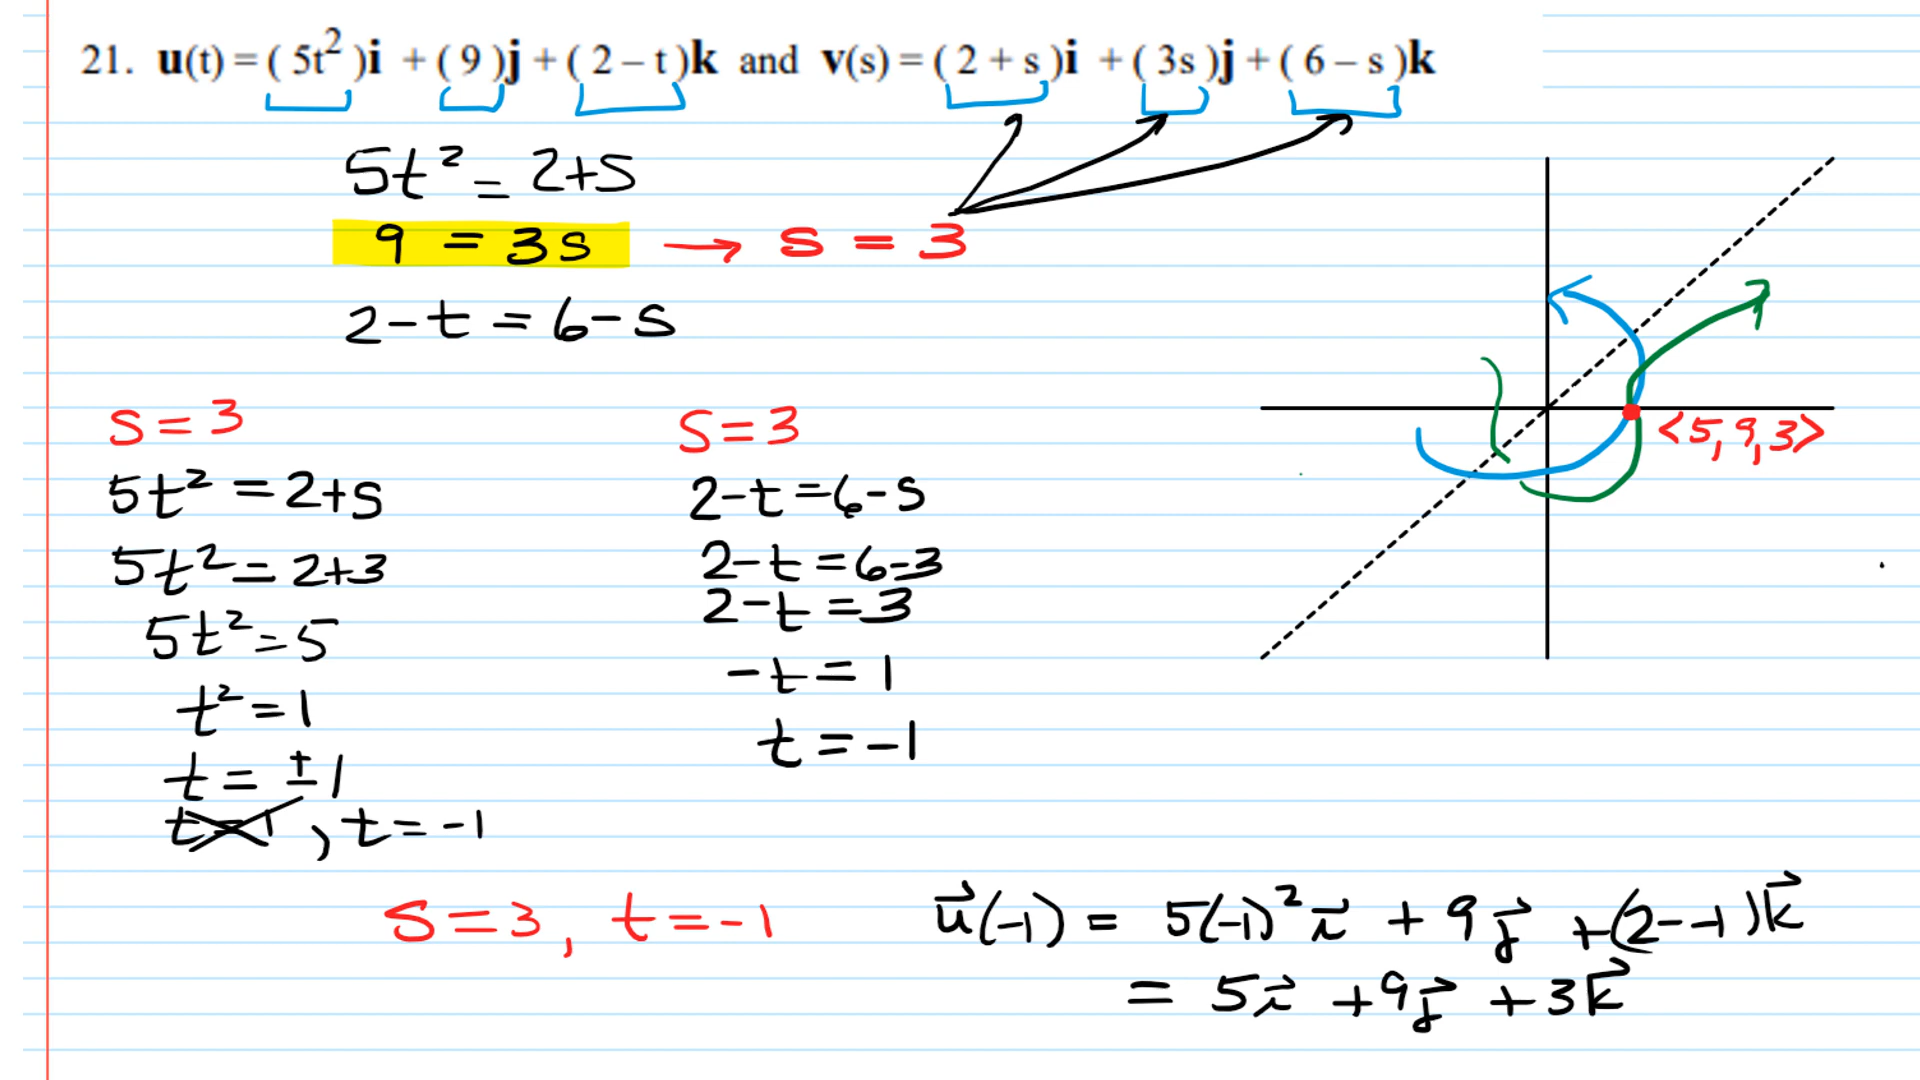 21. u(t) = ( 5t² )i + ( 9 )j + ( 2 – t )k and v(s) = ( 2 + s )i + ( 3s )j + ( 6 – s )k
5t² = 2+s
9 = 3s → s = 3
2-t = 6-s
<5, 9, 3>
s = 3
5t² = 2+s
5t² = 2+3
5t² = 5
t² = 1
t = ±1
t=1, t = -1
s = 3
2-t = 6-s
2-t = 6-3
2-t = 3
-t = 1
t = -1
s = 3, t = -1
u⃗(-1) = 5(-1)² i⃗ + 9 j⃗ + (2--1)k⃗
= 5i⃗ + 9j⃗ + 3k⃗